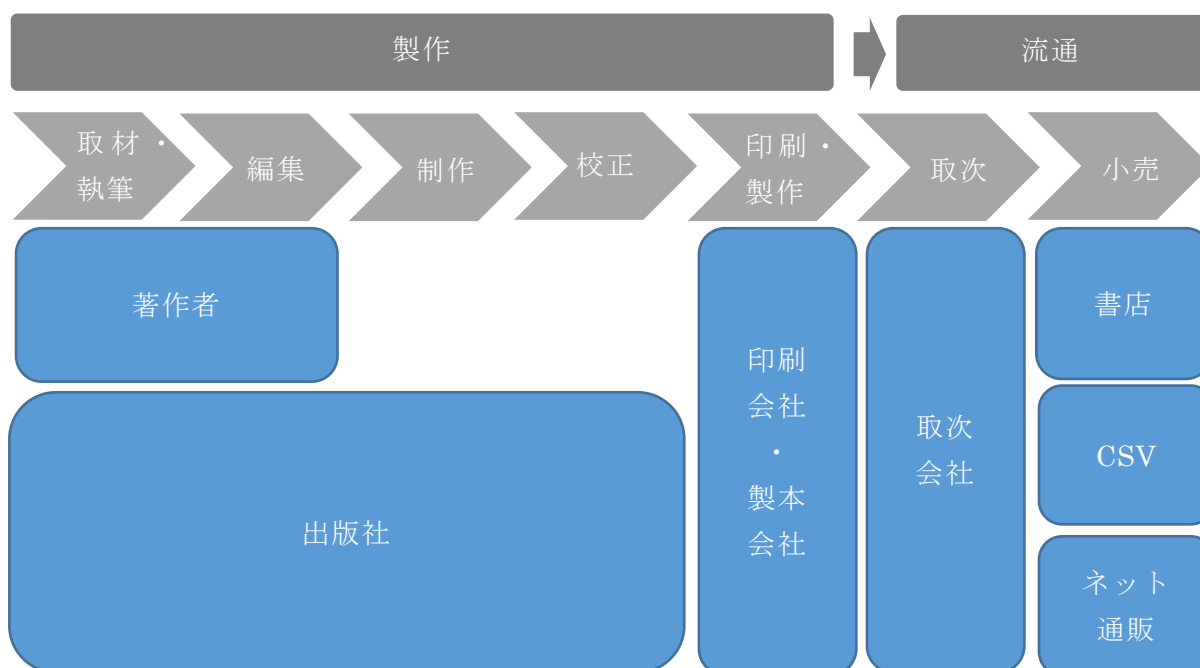 製作
流通
取材・
執筆
編集
制作
校正
印刷・
製作
取次
小売
著作者
出版社
印刷
会社
・
製本
会社
取次
会社
書店
CSV
ネット
通販